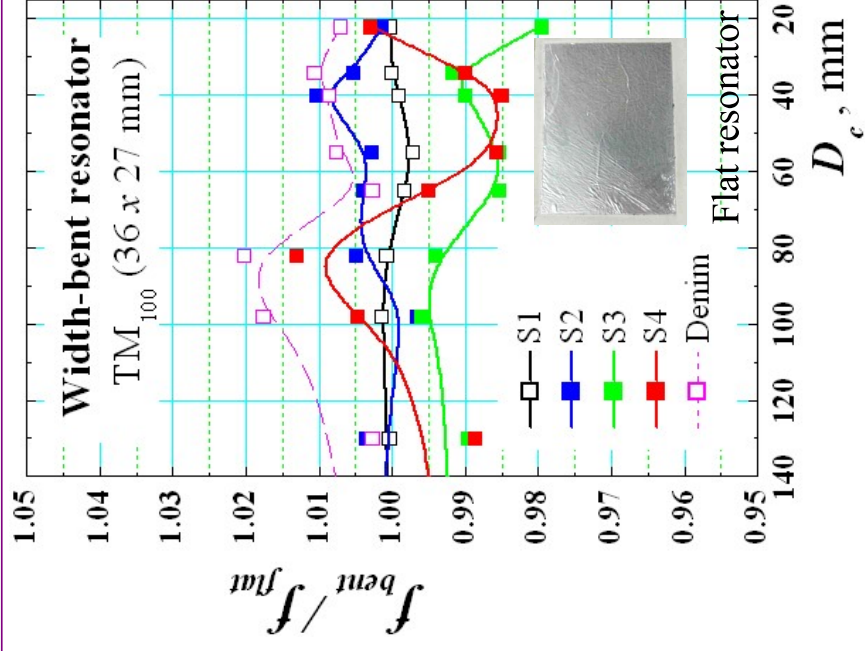 Width-bent resonator
TM100 (36 x 27 mm)
f bent / f flat
1.05
1.04
1.03
1.02
1.01
1.00
0.99
0.98
0.97
0.96
0.95
S1
S2
S3
S4
Denim
Flat resonator
140
120
100
80
60
40
20
Dc, mm